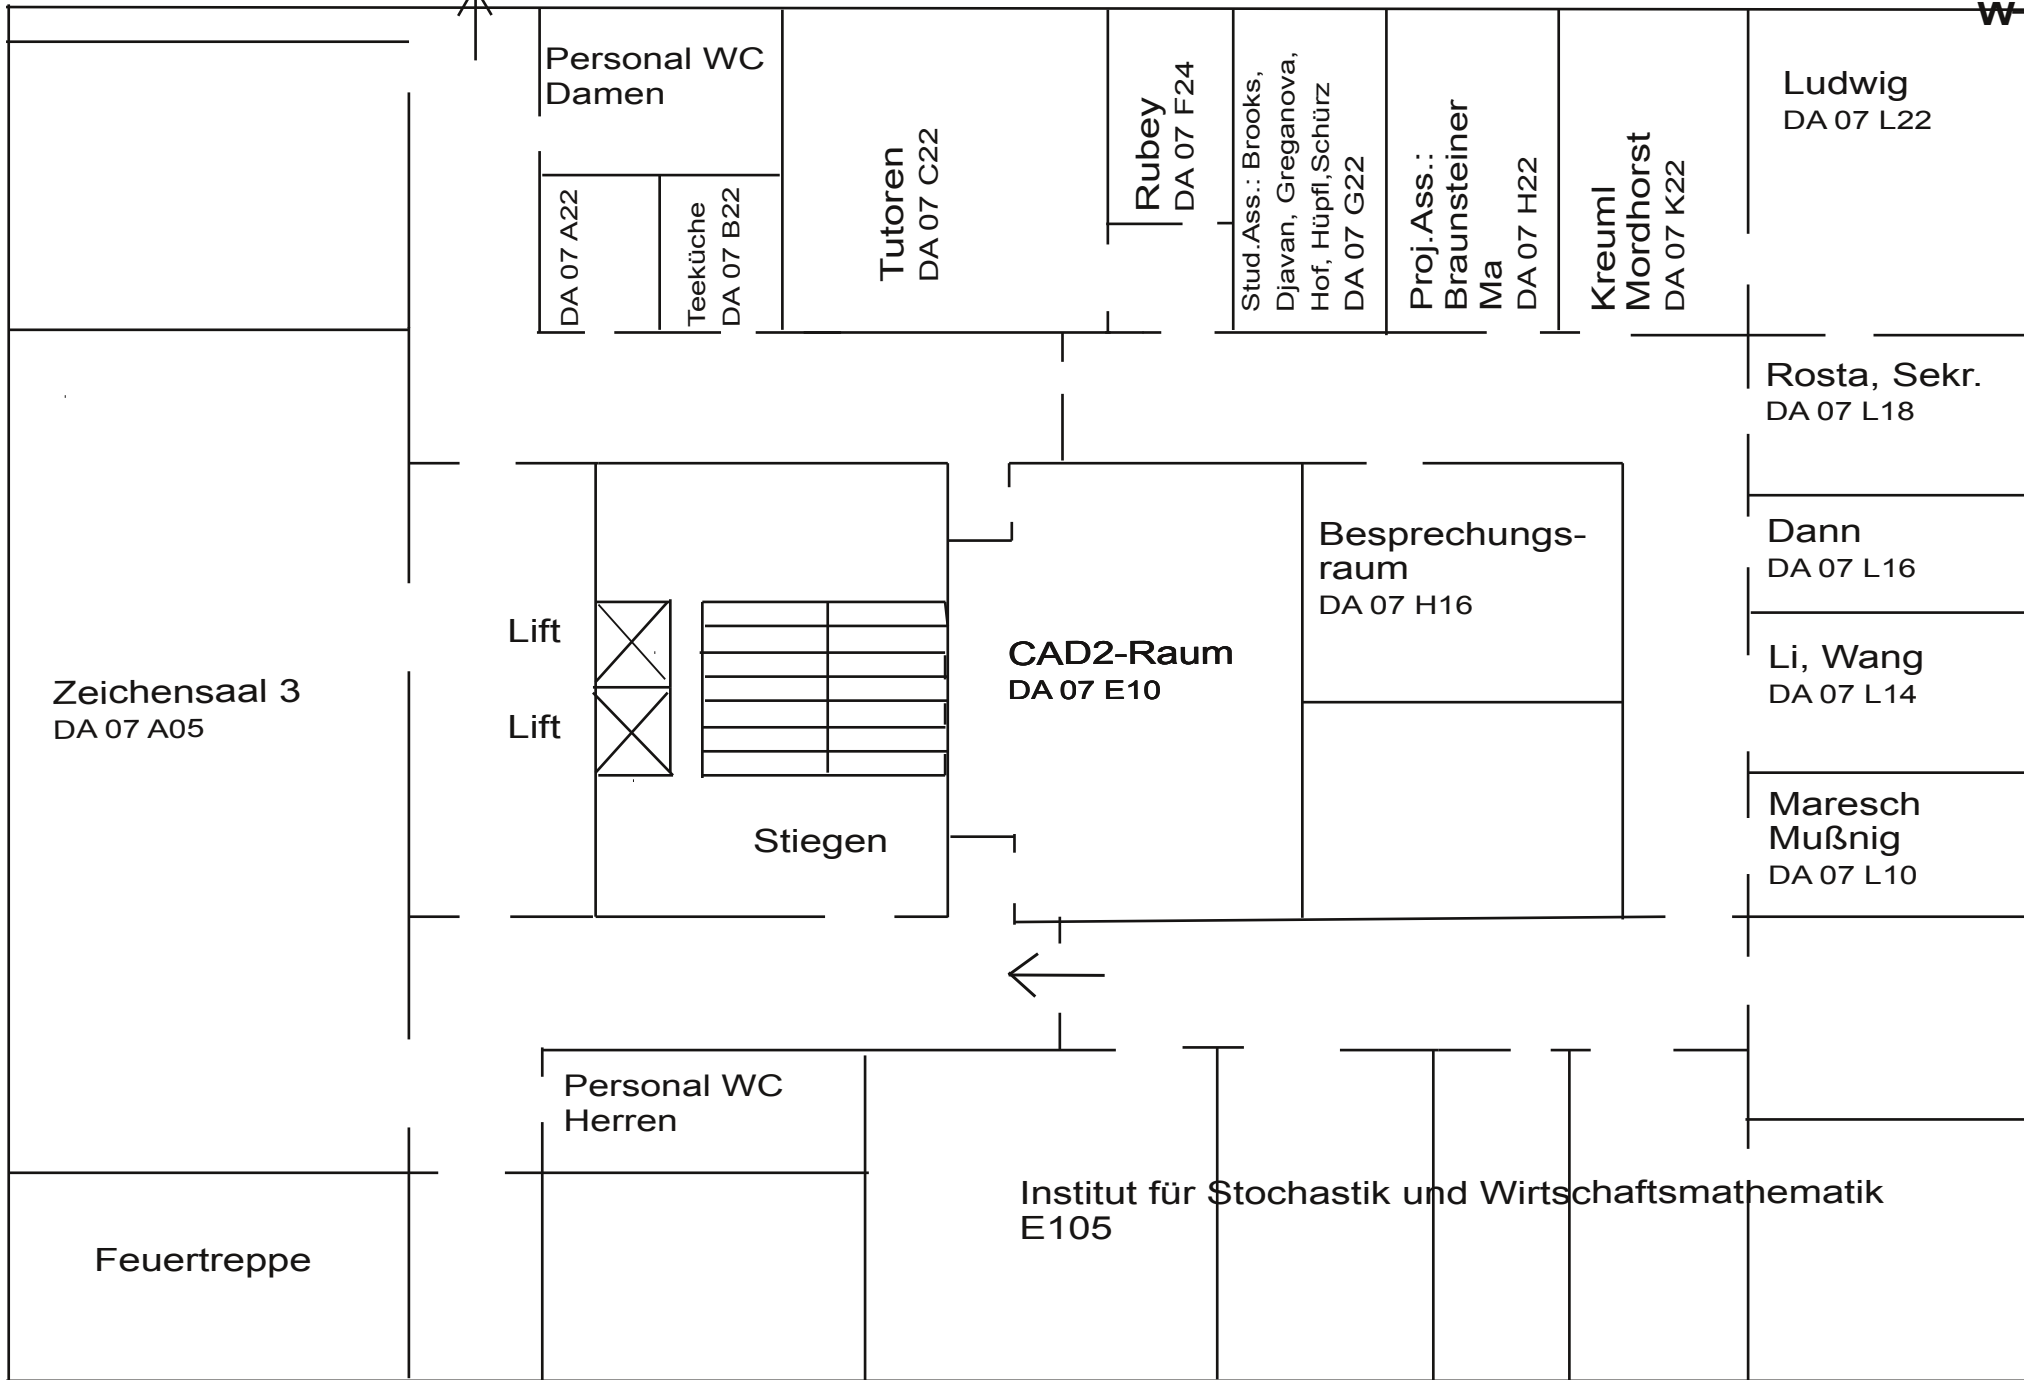 W
Personal WC
Damen
DA 07 A22
Teeküche
DA 07 B22
Tutoren
DA 07 C22
Rubey
DA 07 F24
Stud.Ass.: Brooks,
Djavan, Greganova,
Hof, Hüpfl,Schürz
DA 07 G22
Proj.Ass.:
Braunsteiner
Ma
DA 07 H22
Kreuml
Mordhorst
DA 07 K22
Ludwig
DA 07 L22
Rosta, Sekr.
DA 07 L18
Dann
DA 07 L16
Li, Wang
DA 07 L14
Maresch
Mußnig
DA 07 L10
Besprechungs-
raum
DA 07 H16
CAD2-Raum
DA 07 E10
Lift
Lift
Stiegen
Zeichensaal 3
DA 07 A05
Personal WC
Herren
Institut für Stochastik und Wirtschaftsmathematik
E105
Feuertreppe